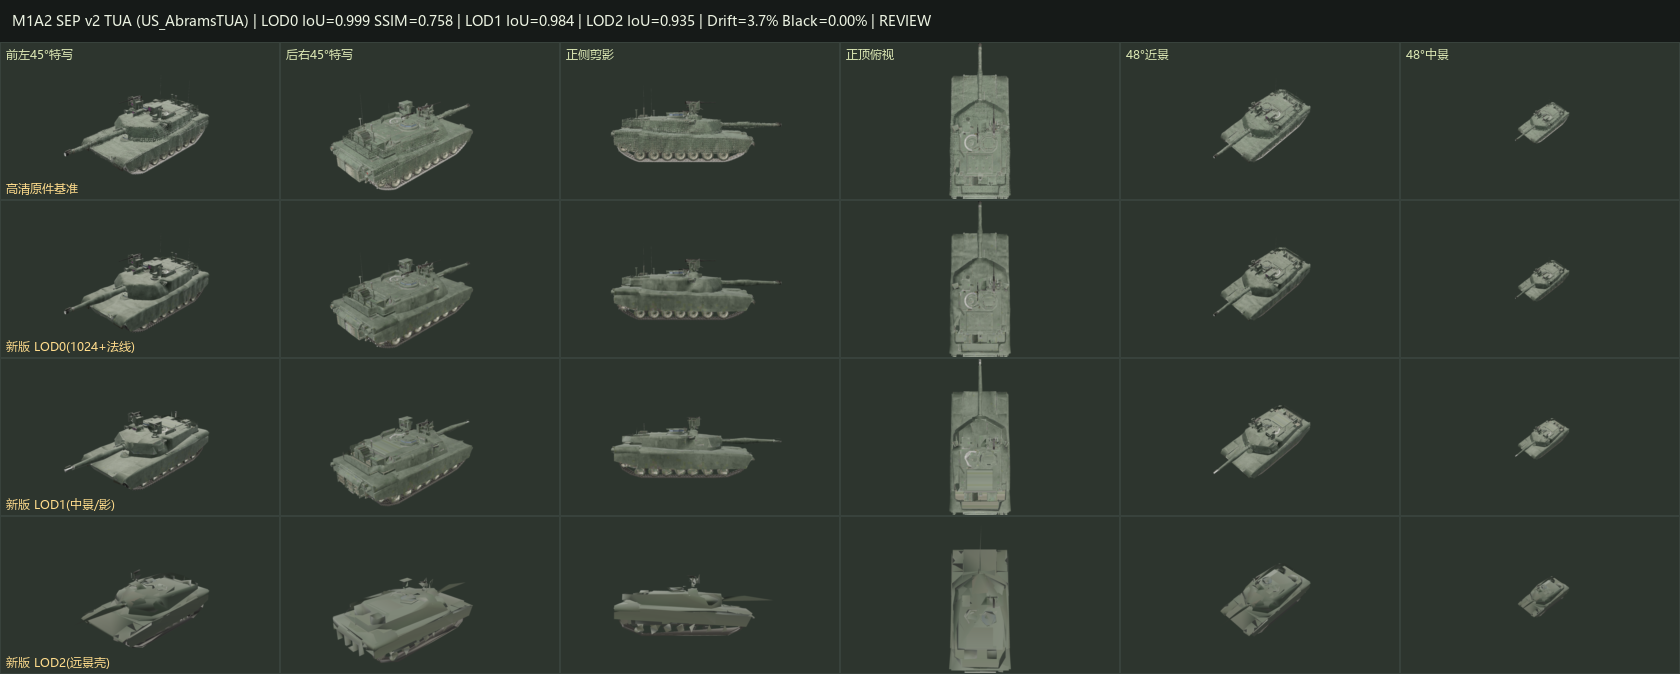 M1A2 SEP v2 TUA (US_AbramsTUA) | LOD0 IoU=0.999 SSIM=0.758 | LOD1 IoU=0.984 | LOD2 IoU=0.935 | Drift=3.7% Black=0.00% | REVIEW
前左45°特写
后右45°特写
正侧剪影
正顶俯视
48°近景
48°中景
高清原件基准
新版 LOD0(1024+法线)
新版 LOD1(中景/影)
新版 LOD2(远景壳)